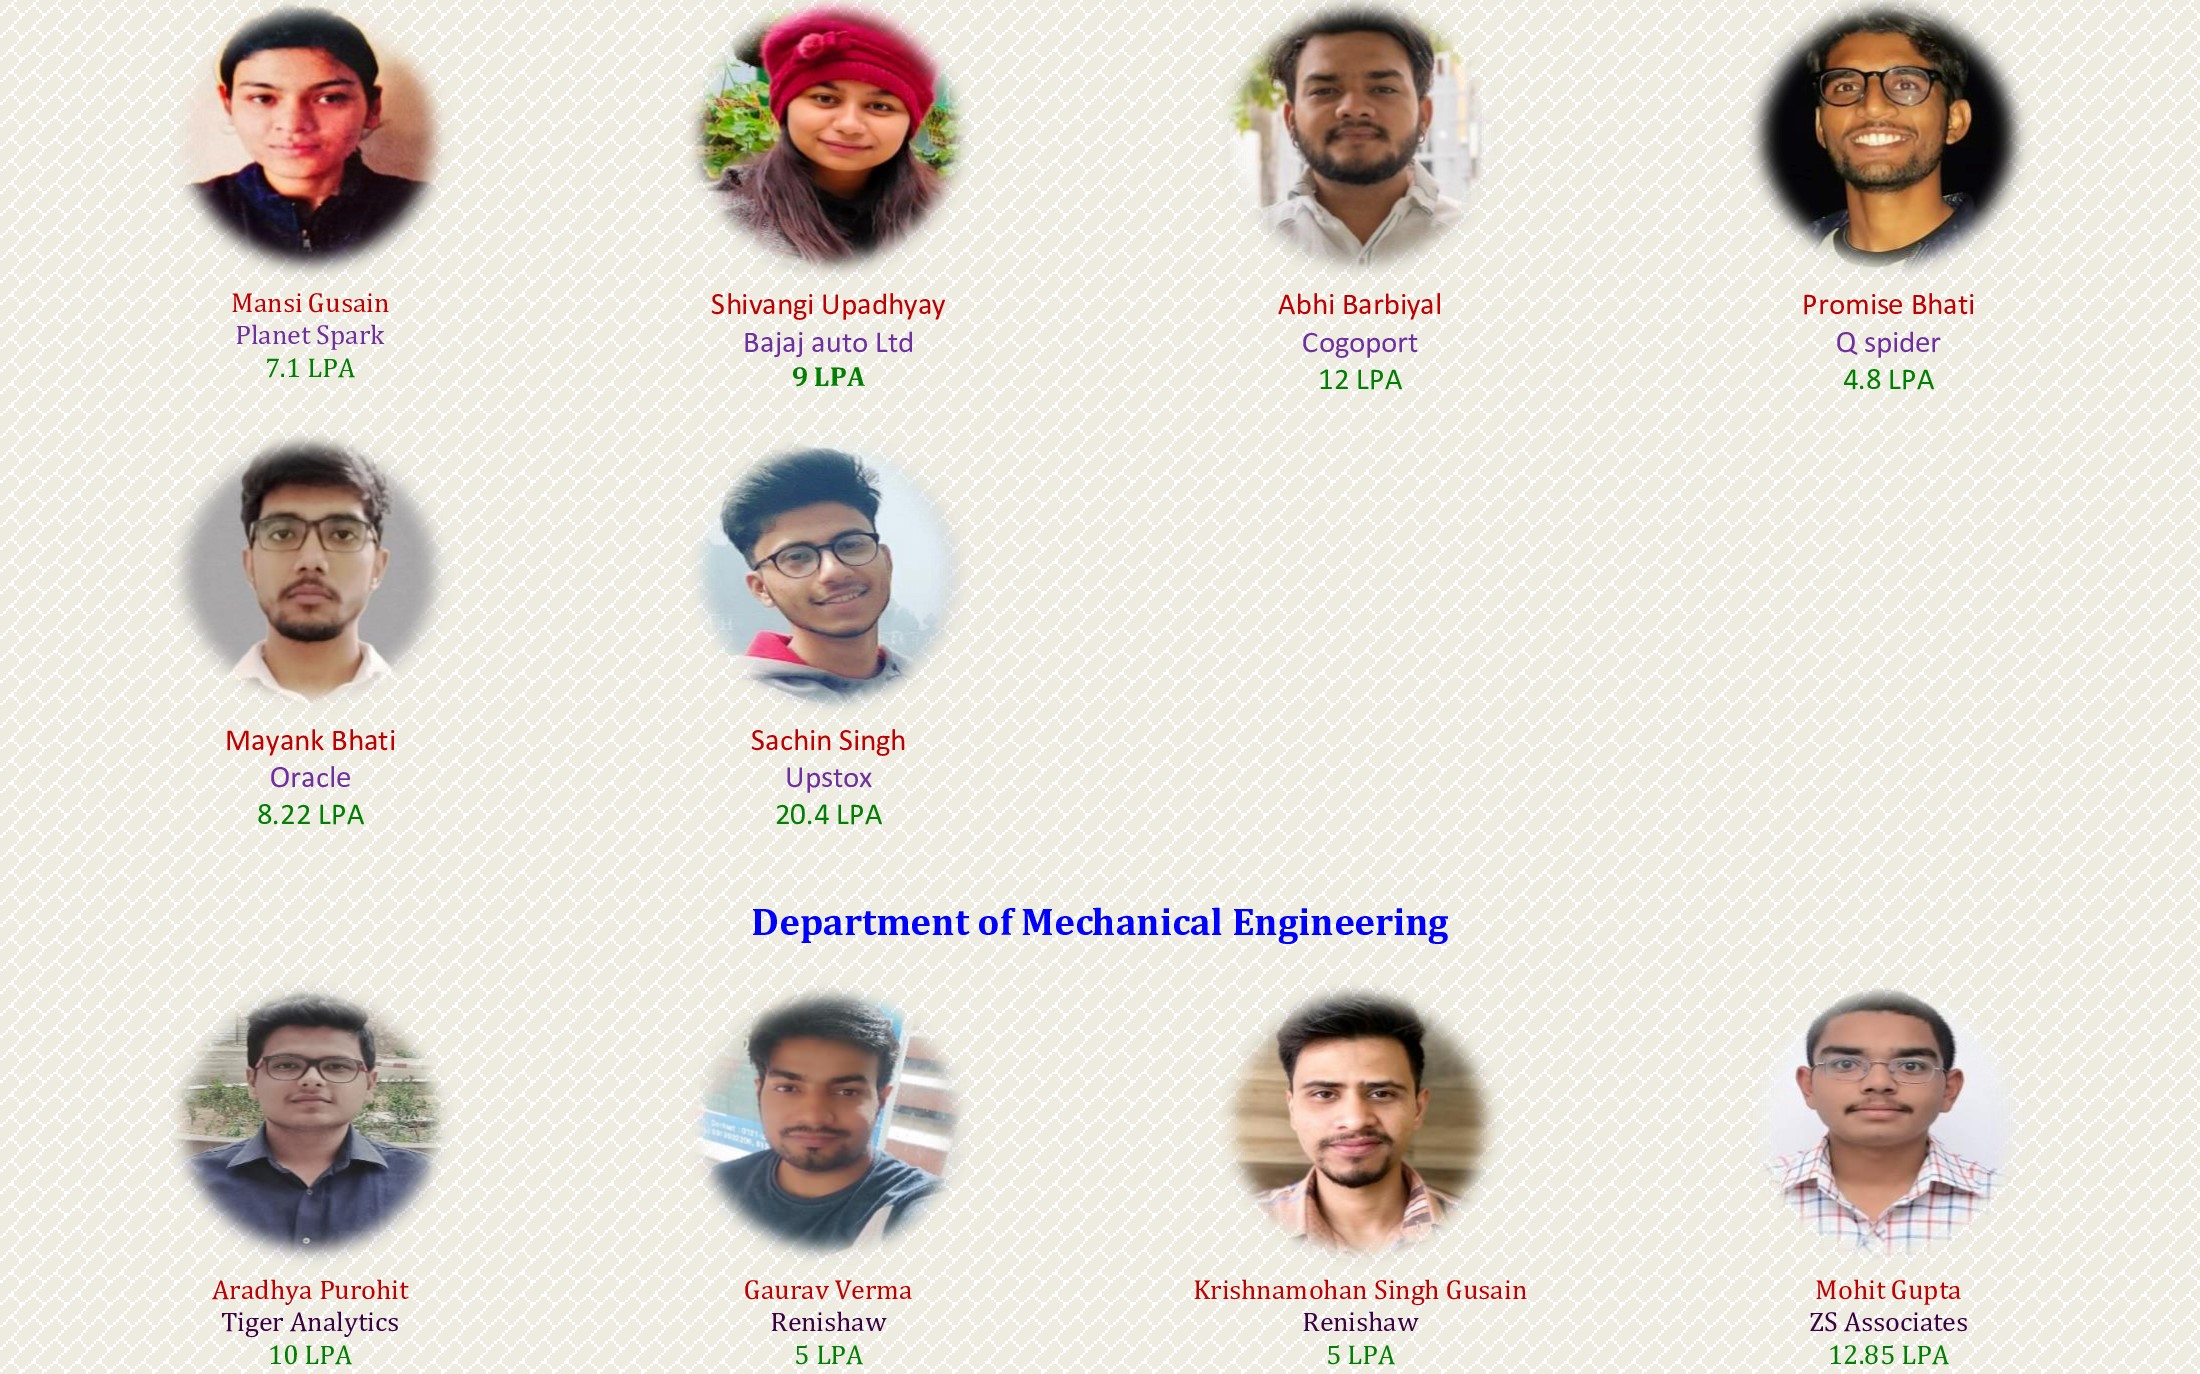 Mansi Gusain
Planet Spark
7.1 LPA
Shivangi Upadhyay
Bajaj auto Ltd
9 LPA
Abhi Barbiyal
Cogoport
12 LPA
Promise Bhati
Q spider
4.8 LPA
Mayank Bhati
Oracle
8.22 LPA
Sachin Singh
Upstox
20.4 LPA
Department of Mechanical Engineering
Aradhya Purohit
Tiger Analytics
10 LPA
Gaurav Verma
Renishaw
5 LPA
Krishnamohan Singh Gusain
Renishaw
5 LPA
Mohit Gupta
ZS Associates
12.85 LPA